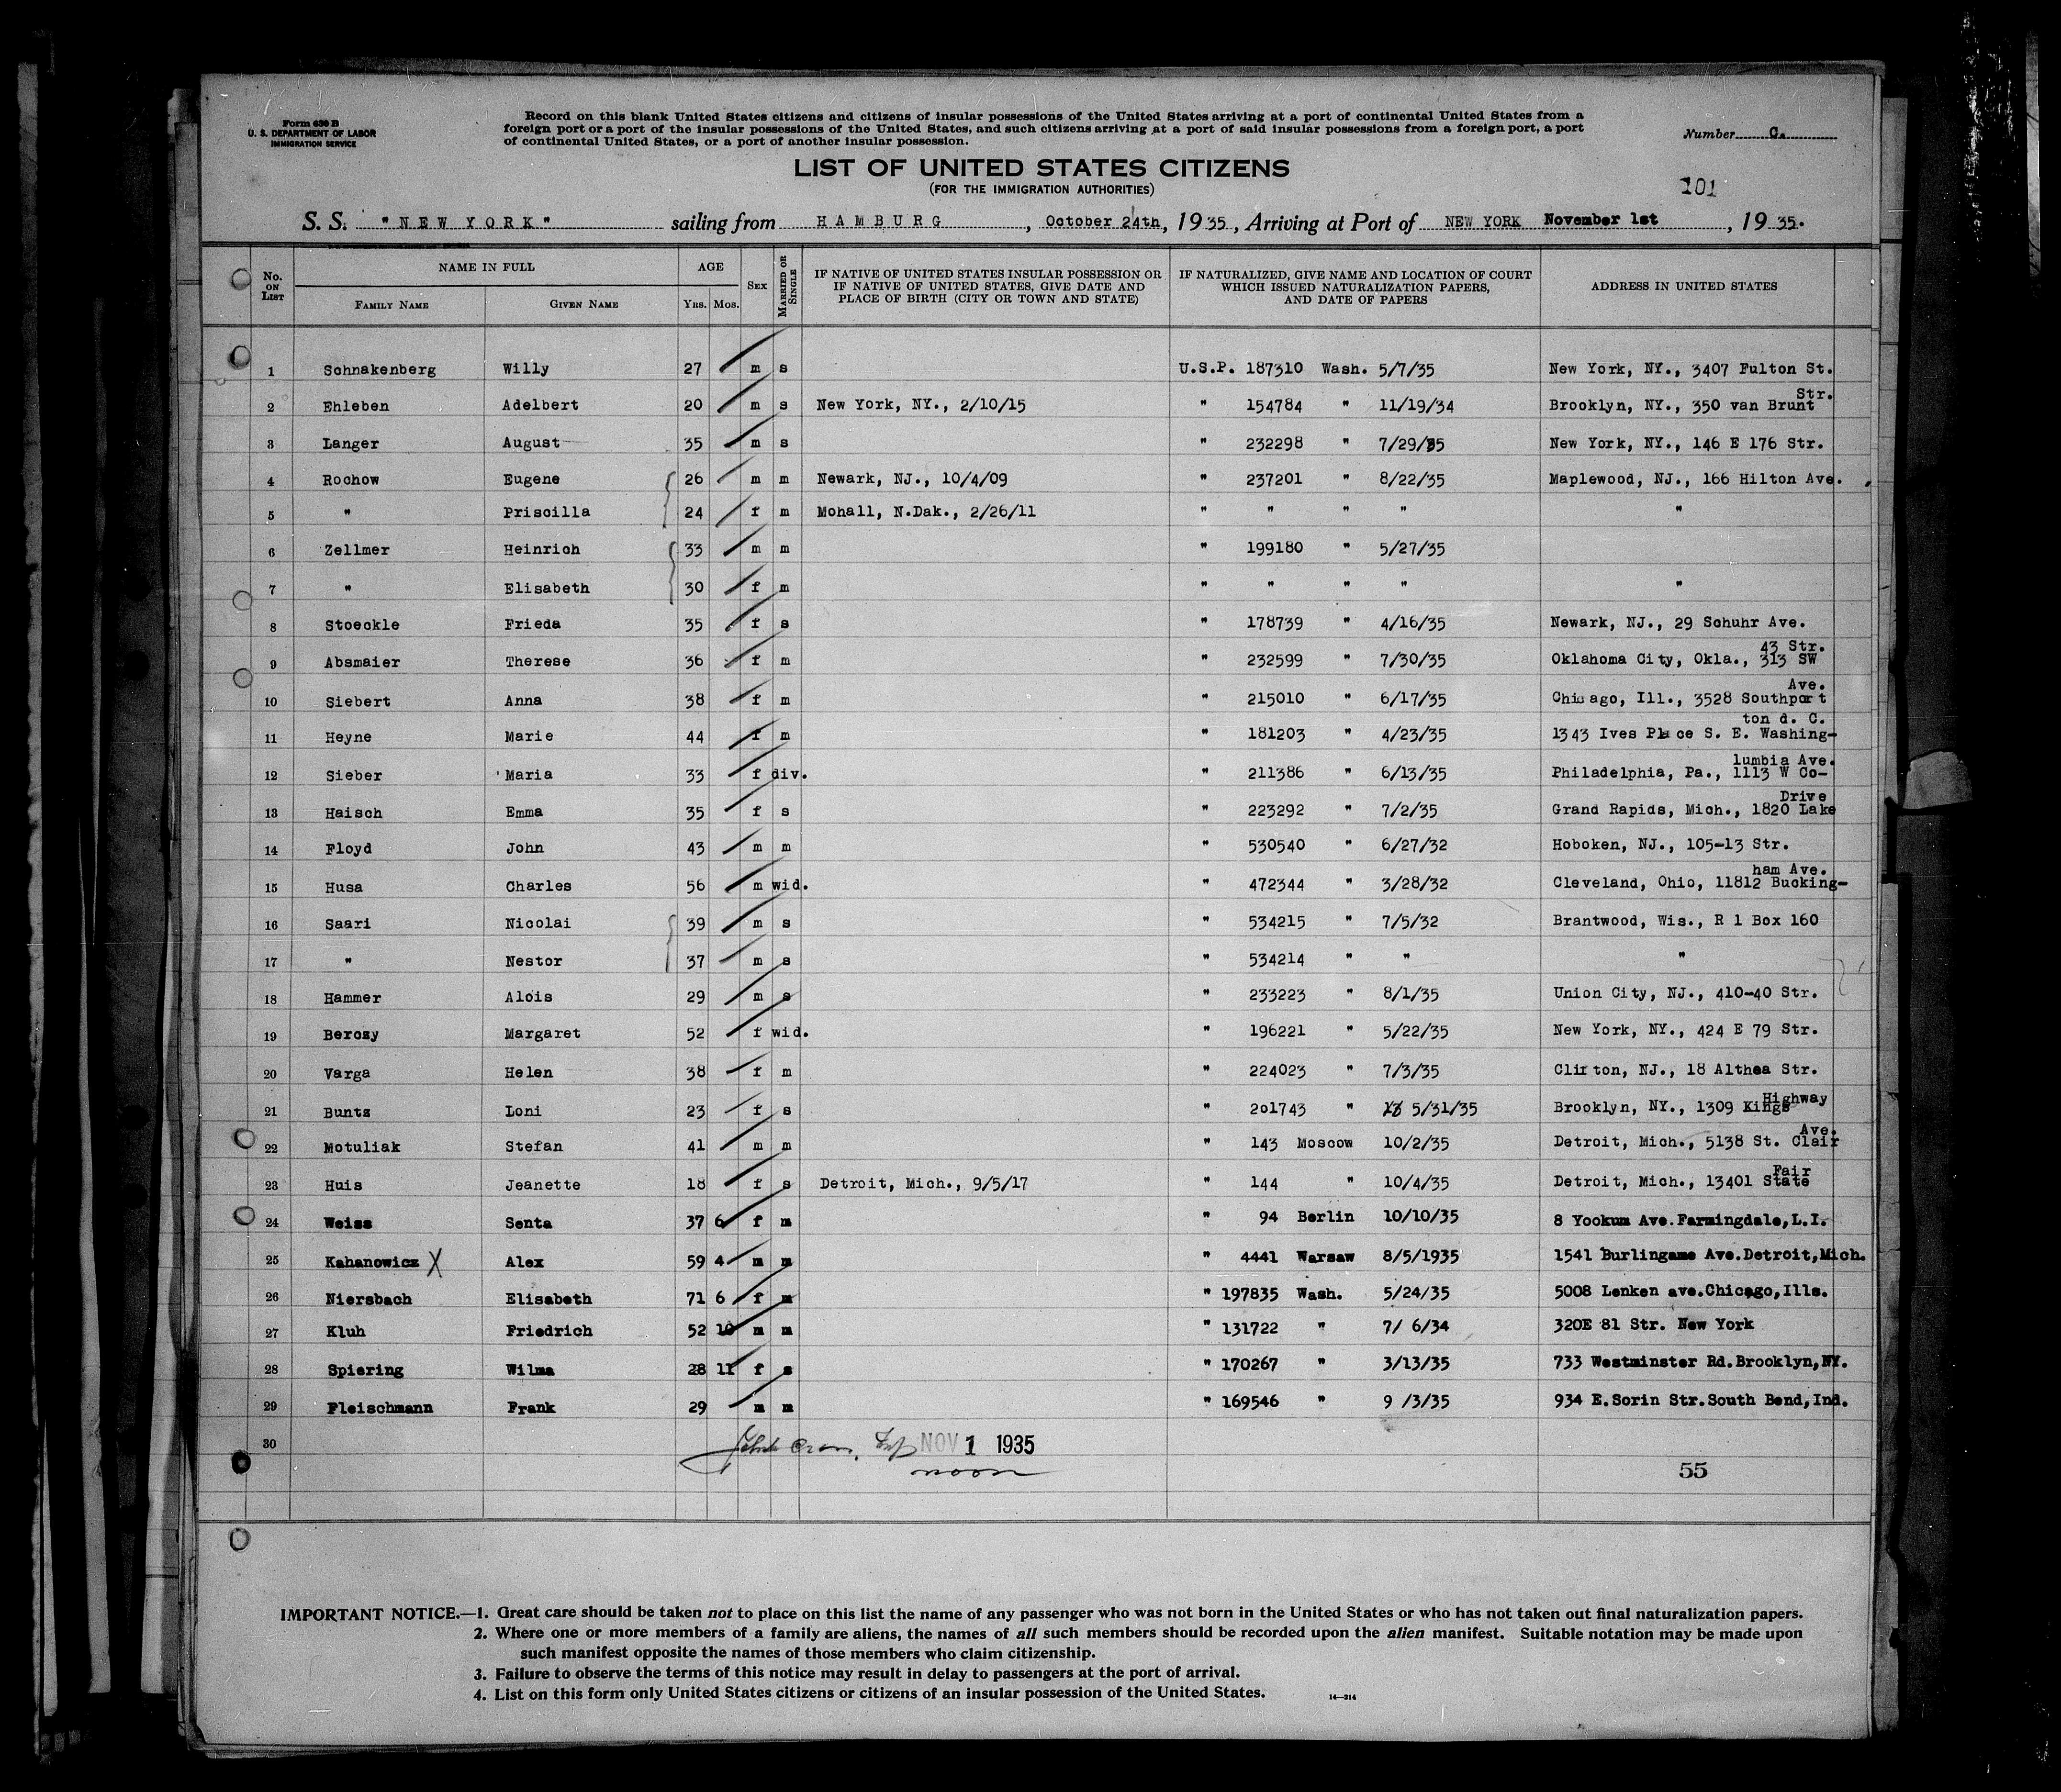 Form 630 B
U. S. DEPARTMENT OF LABOR
IMMIGRATION SERVICE
Record on this blank United States citizens and citizens of insular possessions of the United States arriving at a port of continental United States from a
foreign port or a port of the insular possessions of the United States, and such citizens arriving at a port of said insular possessions from a foreign port, a port
of continental United States, or a port of another insular possession.
Number C.
LIST OF UNITED STATES CITIZENS
(FOR THE IMMIGRATION AUTHORITIES)
101
S. S. "NEW YORK" sailing from HAMBURG, October 24th, 1935, Arriving at Port of NEW YORK November 1st, 1935.
No. ON LIST NAME IN FULL FAMILY NAME GIVEN NAME AGE YRS. MOS. SEX MARRIED OR SINGLE IF NATIVE OF UNITED STATES INSULAR POSSESSION OR IF NATIVE OF UNITED STATES, GIVE DATE AND PLACE OF BIRTH (CITY OR TOWN AND STATE) IF NATURALIZED, GIVE NAME AND LOCATION OF COURT WHICH ISSUED NATURALIZATION PAPERS, AND DATE OF PAPERS ADDRESS IN UNITED STATES
1 Schnakenberg Willy 27 m s U.S.P. 187310 Wash. 5/7/35 New York, NY., 3407 Fulton St.
2 Ehleben Adelbert 20 m s New York, NY., 2/10/15 " 154784 " 11/19/34 Brooklyn, NY., 350 van Brunt Str.
3 Langer August 35 m s " 232298 " 7/29/35 New York, NY., 146 E 176 Str.
4 Rochow Eugene 26 m m Newark, NJ., 10/4/09 " 237201 " 8/22/35 Maplewood, NJ., 166 Hilton Ave.
5 " Priscilla 24 f m Mohall, N.Dak., 2/26/11 " " " " "
6 Zellmer Heinrich 33 m m " 199180 " 5/27/35
7 " Elisabeth 30 f m " " " " "
8 Stoeckle Frieda 35 f s " 178739 " 4/16/35 Newark, NJ., 29 Schuhr Ave.
9 Absmaier Therese 36 f m " 232599 " 7/30/35 Oklahoma City, Okla., 313 SW 43 Str.
10 Siebert Anna 38 f m " 215010 " 6/17/35 Chicago, Ill., 3528 Southport Ave.
11 Heyne Marie 44 f m " 181203 " 4/23/35 1343 Ives Place S. E. Washing-ton d. C.
12 Sieber Maria 33 f div. " 211386 " 6/13/35 Philadelphia, Pa., 1113 W Co-lumbia Ave.
13 Haisch Emma 35 f s " 223292 " 7/2/35 Grand Rapids, Mich., 1820 Lake Drive
14 Floyd John 43 m m " 530540 " 6/27/32 Hoboken, NJ., 105-13 Str.
15 Husa Charles 56 m wid. " 472344 " 3/28/32 Cleveland, Ohio, 11812 Bucking-ham Ave.
16 Saari Nicolai 39 m s " 534215 " 7/5/32 Brantwood, Wis., R 1 Box 160
17 " Nestor 37 m s " 534214 " " "
18 Hammer Alois 29 m s " 233223 " 8/1/35 Union City, NJ., 410-40 Str.
19 Berczy Margaret 52 f wid. " 196221 " 5/22/35 New York, NY., 424 E 79 Str.
20 Varga Helen 38 f m " 224023 " 7/3/35 Clifton, NJ., 18 Althea Str.
21 Bunts Loni 23 f s " 201743 " 5/31/35 Brooklyn, NY., 1309 Kings Highway
22 Motuliak Stefan 41 m m " 143 Moscow 10/2/35 Detroit, Mich., 5138 St. Clair Ave.
23 Huis Jeanette 18 f s Detroit, Mich., 9/5/17 " 144 " 10/4/35 Detroit, Mich., 13401 State Fair
24 Weiss Senta 37 6 f m " 94 Berlin 10/10/35 8 Yookum Ave.Farmingdale,L.I.
25 Kahanowicz X Alex 59 4 m m " 4441 Warsaw 8/5/1935 1541 Burlingame Ave.Detroit,Mich.
26 Niersbach Elisabeth 71 6 f m " 197835 Wash. 5/24/35 5008 Lenken ave.Chicago,Ills.
27 Kluh Friedrich 52 10 m m " 131722 " 7/ 6/34 320E 81 Str. New York
28 Spiering Wilma 28 11 f s " 170267 " 3/13/35 733 Westminster Rd.Brooklyn,NY.
29 Fleischmann Frank 29 m m " 169546 " 9 /3/35 934 E.Sorin Str.South Bend,Ind.
30 NOV 1 1935
noon
55
IMPORTANT NOTICE.—1. Great care should be taken not to place on this list the name of any passenger who was not born in the United States or who has not taken out final naturalization papers.
2. Where one or more members of a family are aliens, the names of all such members should be recorded upon the alien manifest. Suitable notation may be made upon
such manifest opposite the names of those members who claim citizenship.
3. Failure to observe the terms of this notice may result in delay to passengers at the port of arrival.
4. List on this form only United States citizens or citizens of an insular possession of the United States.
14—214